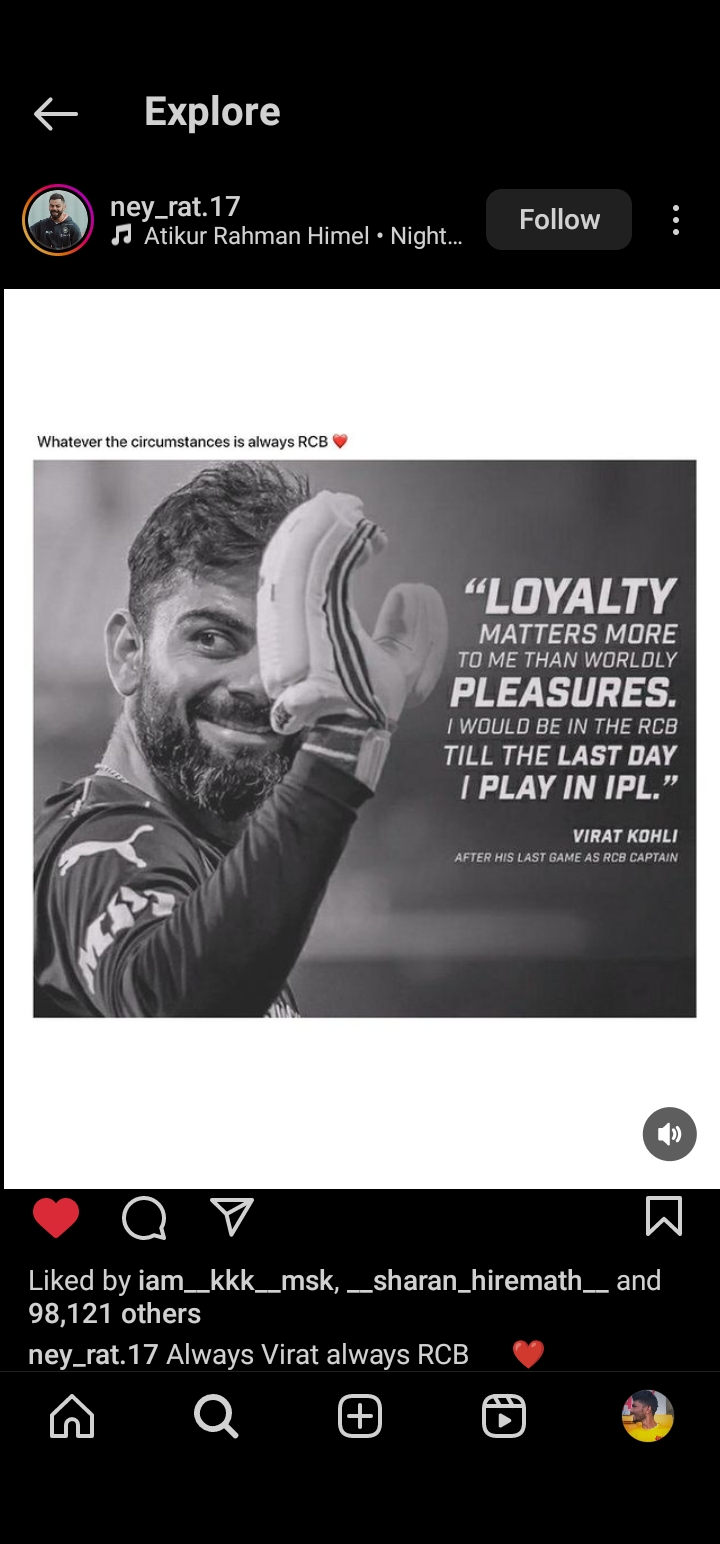 Explore
ney_rat.17
Atikur Rahman Himel • Night...
Follow
Whatever the circumstances is always RCB ❤️
“LOYALTY
MATTERS MORE
TO ME THAN WORLDLY
PLEASURES.
I WOULD BE IN THE RCB
TILL THE LAST DAY
I PLAY IN IPL.”
VIRAT KOHLI
AFTER HIS LAST GAME AS RCB CAPTAIN
Liked by iam__kkk__msk, __sharan_hiremath__ and
98,121 others
ney_rat.17 Always Virat always RCB ❤️